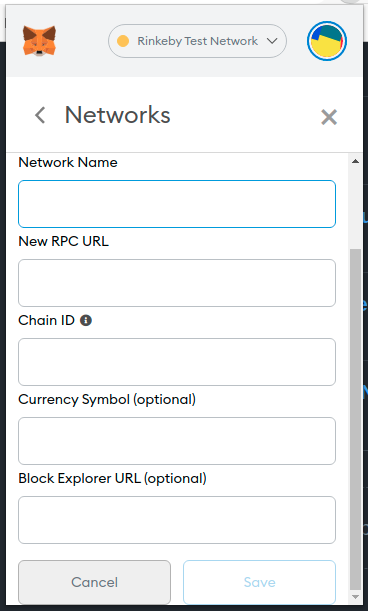 Rinkeby Test Network
Networks
Network Name
New RPC URL
Chain ID
Currency Symbol (optional)
Block Explorer URL (optional)
Cancel
Save